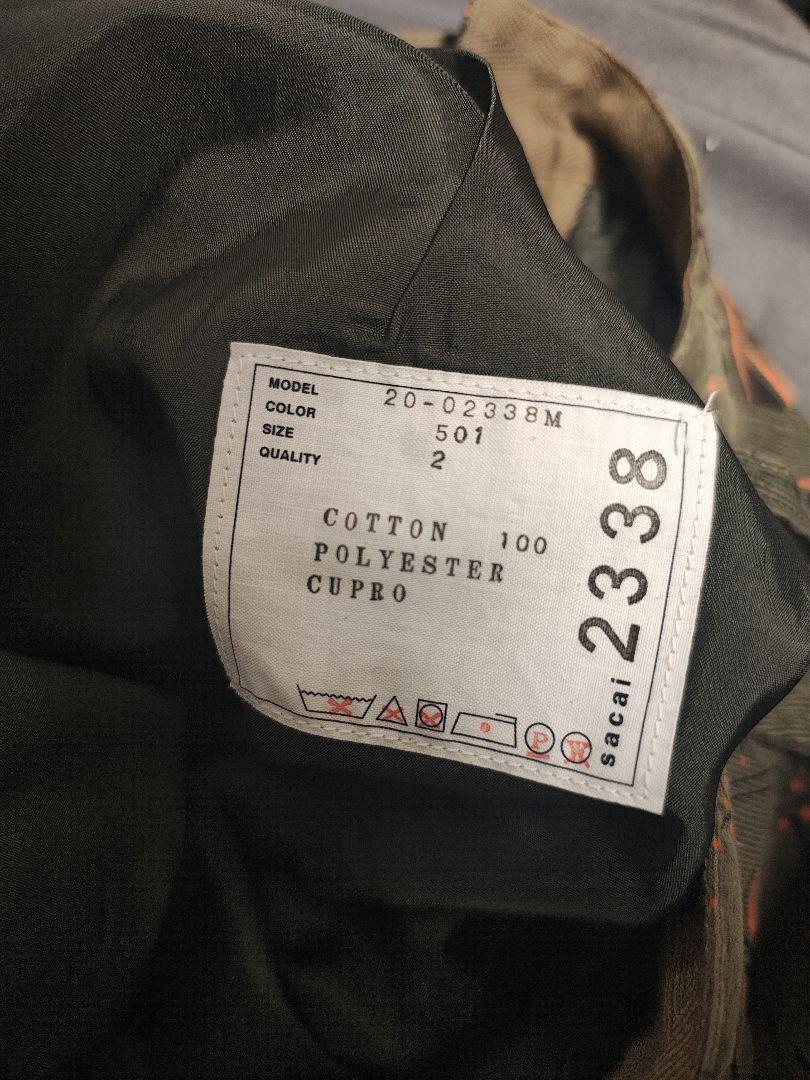 MODEL 20-02338M
COLOR 501
SIZE 2
QUALITY
COTTON 100
POLYESTER
CUPRO
P
W
sacai 2338